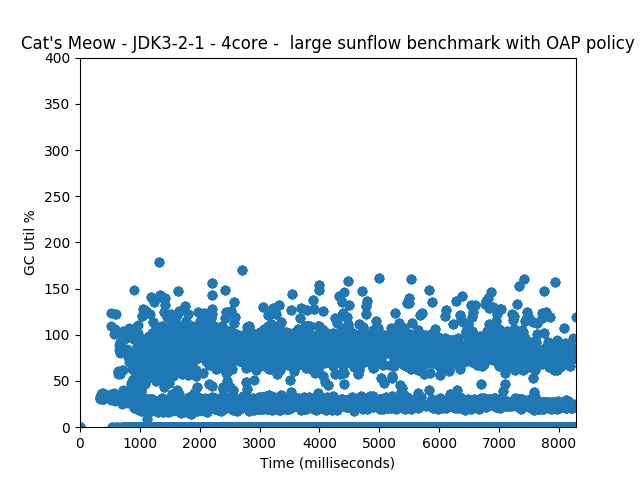 Cat's Meow - JDK3-2-1 - 4core -  large sunflow benchmark with OAP policy
400
350
300
250
200
150
100
50
0
GC Util %
0 1000 2000 3000 4000 5000 6000 7000 8000
Time (milliseconds)